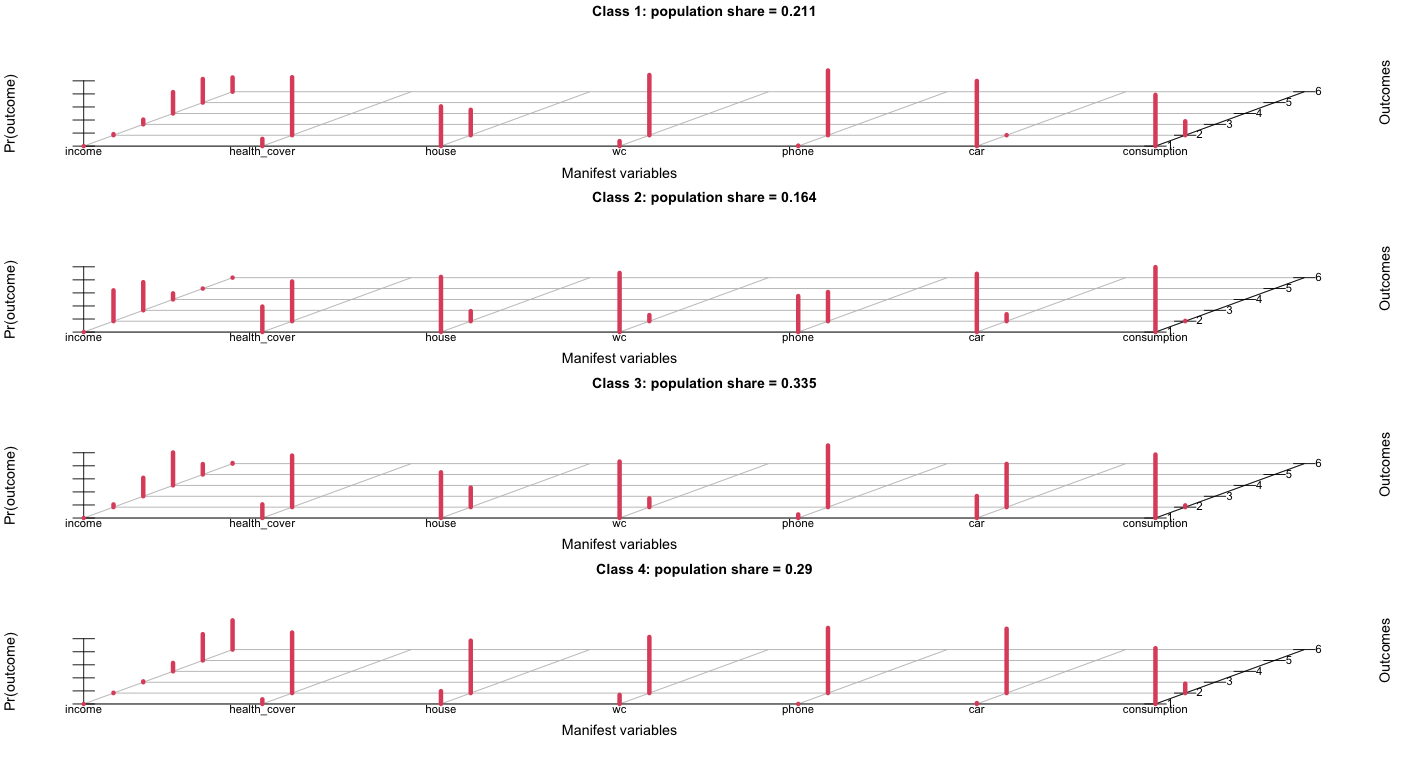 Class 1: population share = 0.211
Pr(outcome)
Outcomes
6
5
4
3
2
1
income health_cover house wc phone car consumption
Manifest variables
Class 2: population share = 0.164
Pr(outcome)
Outcomes
6
5
4
3
2
1
income health_cover house wc phone car consumption
Manifest variables
Class 3: population share = 0.335
Pr(outcome)
Outcomes
6
5
4
3
2
1
income health_cover house wc phone car consumption
Manifest variables
Class 4: population share = 0.29
Pr(outcome)
Outcomes
6
5
4
3
2
1
income health_cover house wc phone car consumption
Manifest variables